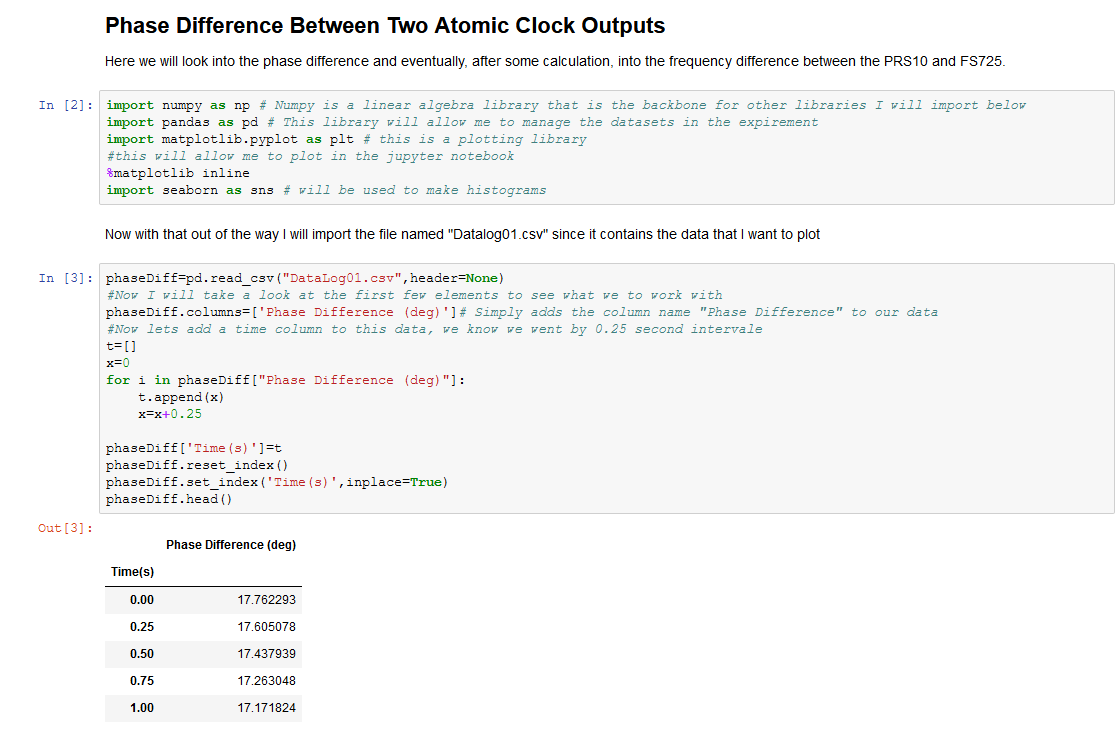 Phase Difference Between Two Atomic Clock Outputs
Here we will look into the phase difference and eventually, after some calculation, into the frequency difference between the PRS10 and FS725.
In [2]: import numpy as np # Numpy is a linear algebra library that is the backbone for other libraries I will import below
import pandas as pd # This library will allow me to manage the datasets in the expirement
import matplotlib.pyplot as plt # this is a plotting library
#this will allow me to plot in the jupyter notebook
%matplotlib inline
import seaborn as sns # will be used to make histograms
Now with that out of the way I will import the file named "Datalog01.csv" since it contains the data that I want to plot
In [3]: phaseDiff=pd.read_csv("DataLog01.csv",header=None)
#Now I will take a look at the first few elements to see what we to work with
phaseDiff.columns=['Phase Difference (deg)']# Simply adds the column name "Phase Difference" to our data
#Now lets add a time column to this data, we know we went by 0.25 second intervale
t=[]
x=0
for i in phaseDiff["Phase Difference (deg)"]:
    t.append(x)
    x=x+0.25
phaseDiff['Time(s)']=t
phaseDiff.reset_index()
phaseDiff.set_index('Time(s)',inplace=True)
phaseDiff.head()
Out[3]:
Phase Difference (deg)
Time(s)
0.00 17.762293
0.25 17.605078
0.50 17.437939
0.75 17.263048
1.00 17.171824